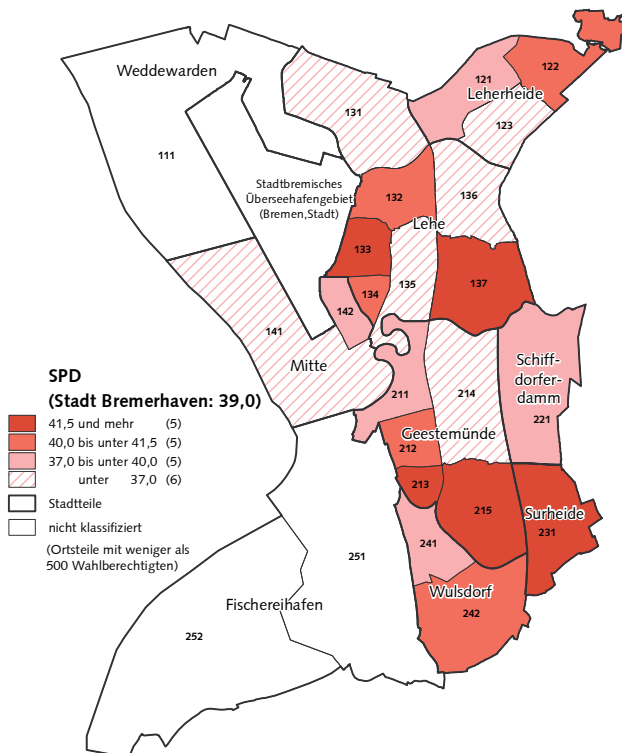 Weddewarden
122
121
Leherheide
131
123
111
Stadtbremisches
Überseehafengebiet
(Bremen,Stadt)
132
136
Lehe
133
135
137
134
142
141
Mitte
Schiff-
dorfer-
damm
211
214
221
SPD
(Stadt Bremerhaven: 39,0)
41,5 und mehr (5)
40,0 bis unter 41,5 (5)
37,0 bis unter 40,0 (5)
unter 37,0 (6)
Stadtteile
nicht klassifiziert
(Ortsteile mit weniger als
500 Wahlberechtigten)
Geestemünde
212
213
215
Surheide
231
241
251
Wulsdorf
242
Fischereihafen
252